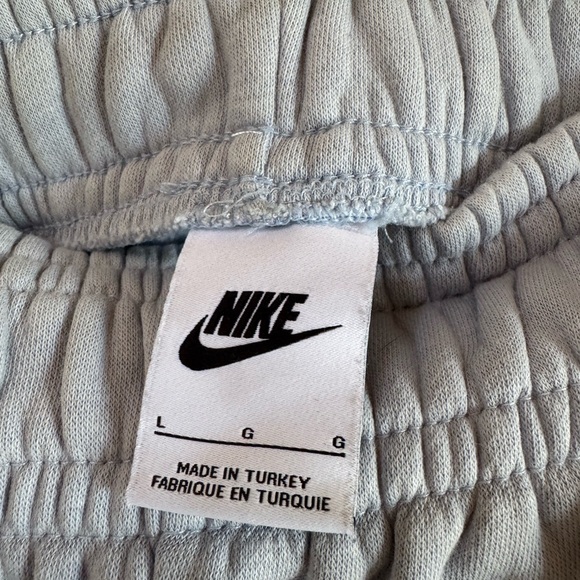 NIKE
L G G
MADE IN TURKEY
FABRIQUE EN TURQUIE